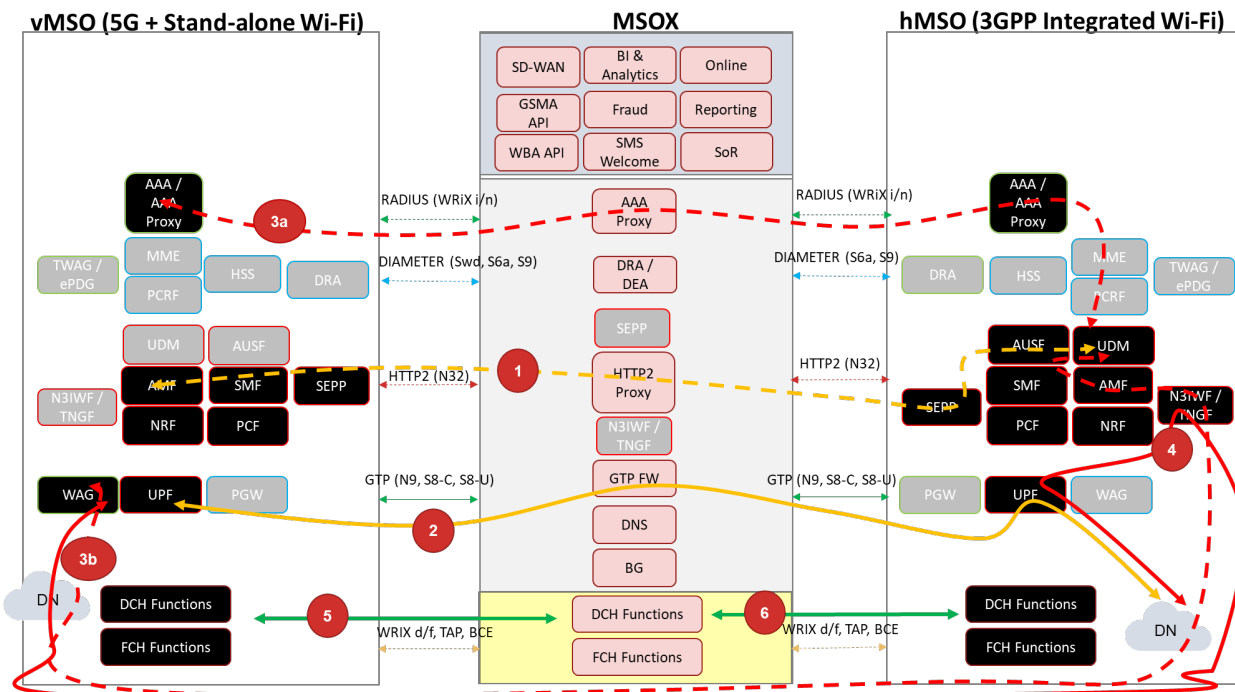 vMSO (5G + Stand-alone Wi-Fi)
MSOX
hMSO (3GPP Integrated Wi-Fi)
SD-WAN
BI &
Analytics
Online
GSMA
API
Fraud
Reporting
WBA API
SMS
Welcome
SoR
AAA /
AAA
Proxy
3a
RADIUS (WRiX i/n)
AAA
Proxy
RADIUS (WRiX i/n)
AAA /
AAA
Proxy
TWAG /
ePDG
MME
PCRF
HSS
DRA
DIAMETER (Swd, S6a, S9)
DRA /
DEA
DIAMETER (S6a, S9)
DRA
HSS
MME
PCRF
TWAG /
ePDG
SEPP
UDM
AUSF
AUSF
UDM
N3IWF /
TNGF
AMF
SMF
SEPP
HTTP2 (N32)
1
HTTP2
Proxy
HTTP2 (N32)
SEPP
SMF
AMF
N3IWF /
TNGF
NRF
PCF
N3IWF /
TNGF
PCF
NRF
4
WAG
UPF
PGW
GTP (N9, S8-C, S8-U)
GTP FW
GTP (N9, S8-C, S8-U)
PGW
UPF
WAG
2
DNS
3b
BG
DN
DCH Functions
5
DCH Functions
6
DCH Functions
DN
FCH Functions
WRIX d/f, TAP, BCE
FCH Functions
WRIX d/f, TAP, BCE
FCH Functions